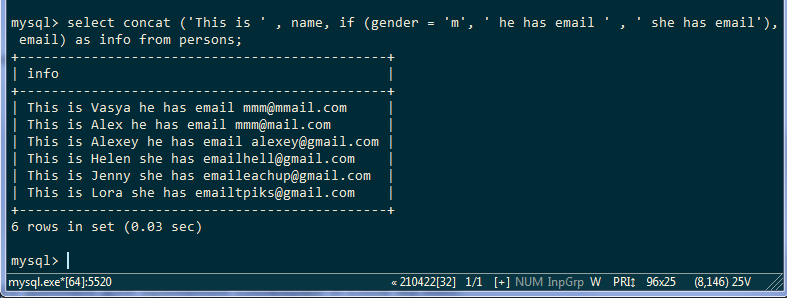 mysql> select concat ('This is ' , name, if (gender = 'm', ' he has email ' , ' she has email'),
email) as info from persons;
+----------------------------------------------+
| info                                         |
+----------------------------------------------+
| This is Vasya he has email mmm@mmail.com     |
| This is Alex he has email mmm@mail.com       |
| This is Alexey he has email alexey@gmail.com |
| This is Helen she has emailhell@gmail.com    |
| This is Jenny she has emaileachup@gmail.com  |
| This is Lora she has emailtpiks@gmail.com    |
+----------------------------------------------+
6 rows in set (0.03 sec)
mysql>
mysql.exe*[64]:5520 « 210422[32] 1/1 [+] NUM InpGrp W PRI↕ 96x25 (8,146) 25V